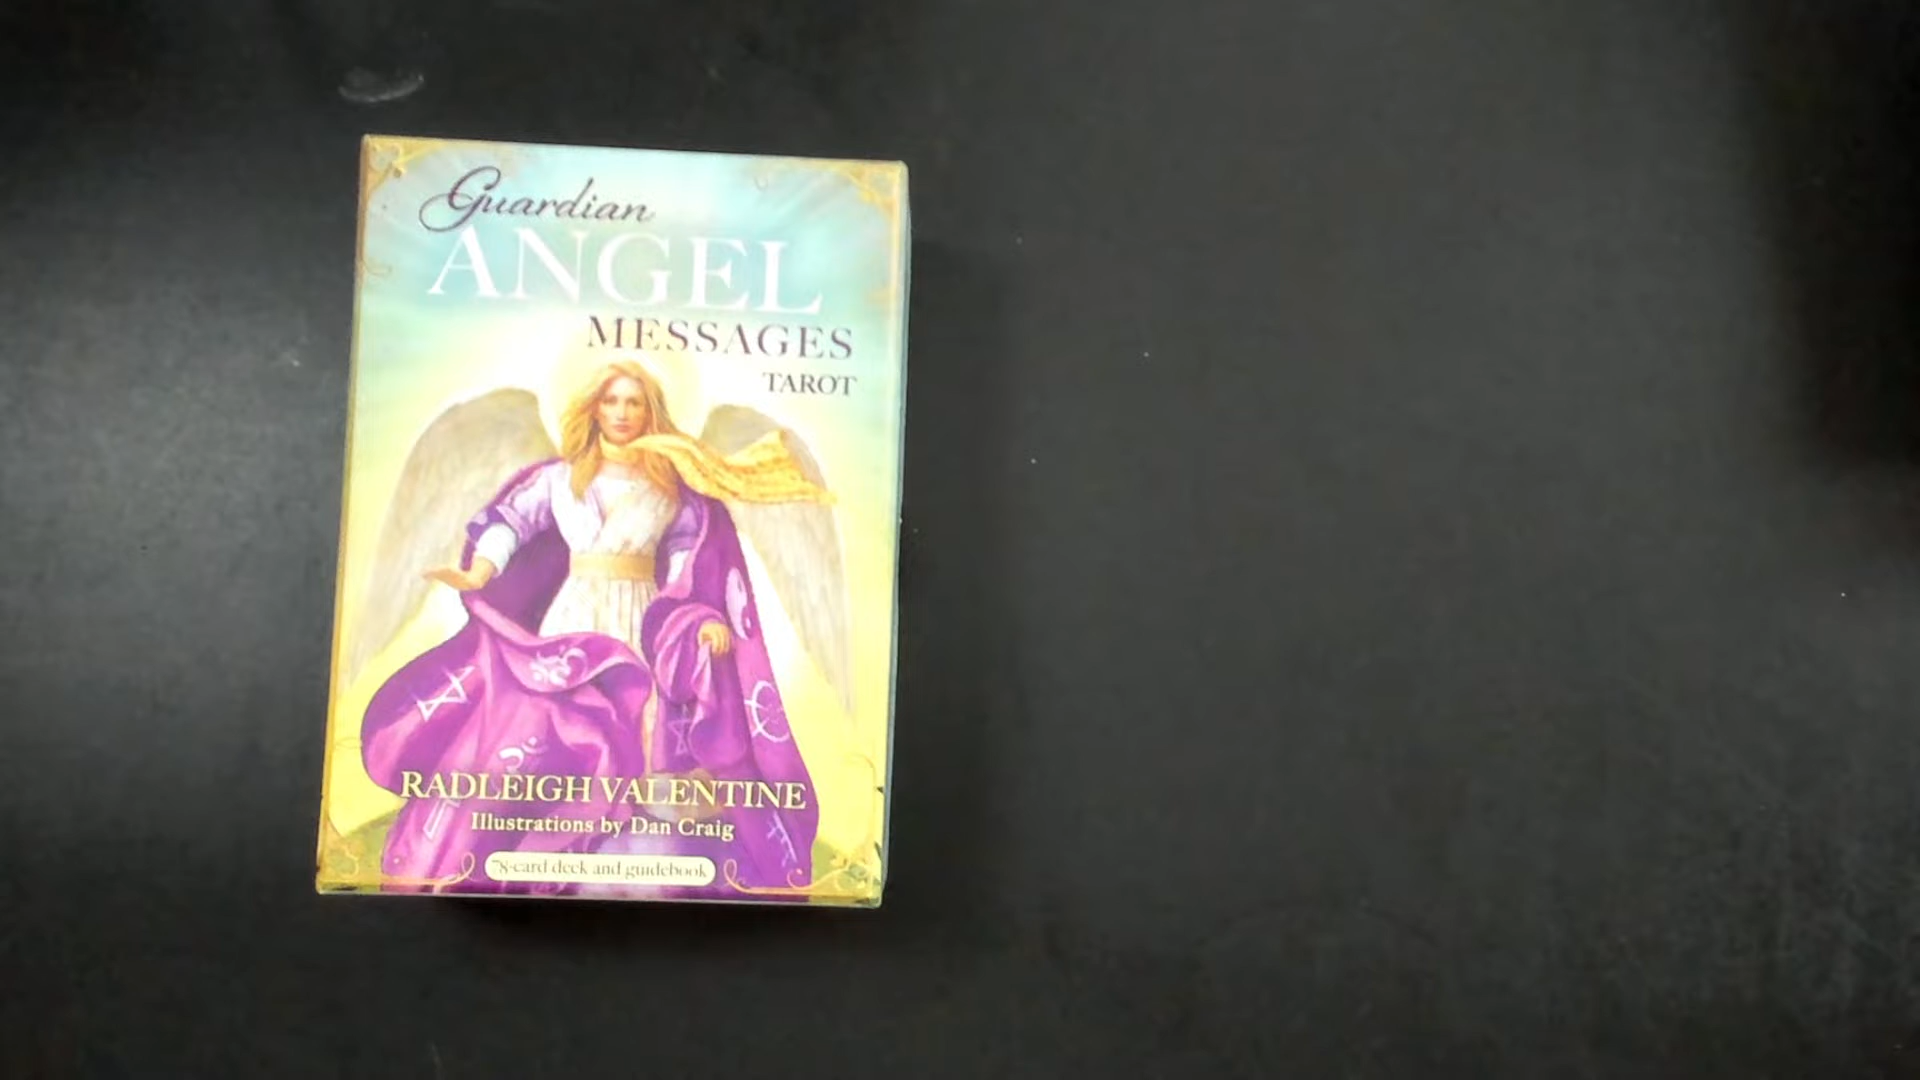 Guardian
ANGEL
MESSAGES
TAROT
RADLEIGH VALENTINE
Illustrations by Dan Craig
78-card deck and guidebook